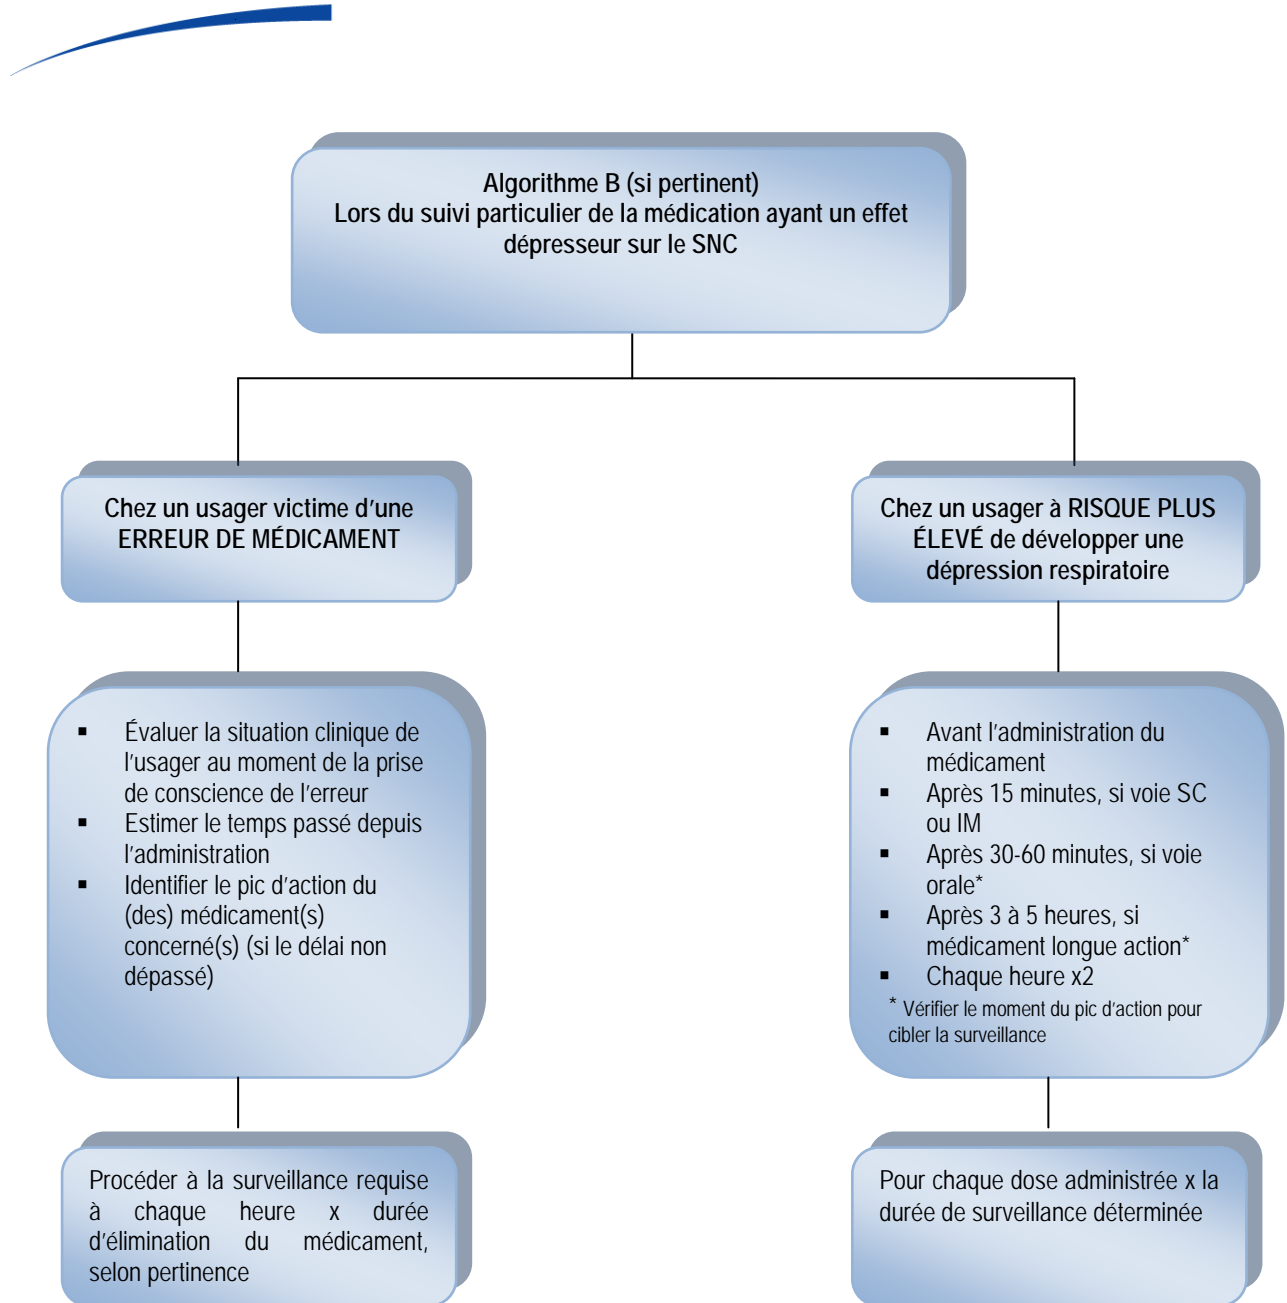 Algorithme B (si pertinent)
Lors du suivi particulier de la médication ayant un effet
dépresseur sur le SNC
Chez un usager victime d'une
ERREUR DE MÉDICAMENT
Chez un usager à RISQUE PLUS
ÉLEVÉ de développer une
dépression respiratoire
▪ Évaluer la situation clinique de
l'usager au moment de la prise
de conscience de l'erreur
▪ Estimer le temps passé depuis
l'administration
▪ Identifier le pic d'action du
(des) médicament(s)
concerné(s) (si le délai non
dépassé)
▪ Avant l'administration du
médicament
▪ Après 15 minutes, si voie SC
ou IM
▪ Après 30-60 minutes, si voie
orale*
▪ Après 3 à 5 heures, si
médicament longue action*
▪ Chaque heure x2
* Vérifier le moment du pic d'action pour
cibler la surveillance
Procéder à la surveillance requise
à chaque heure x durée
d'élimination du médicament,
selon pertinence
Pour chaque dose administrée x la
durée de surveillance déterminée